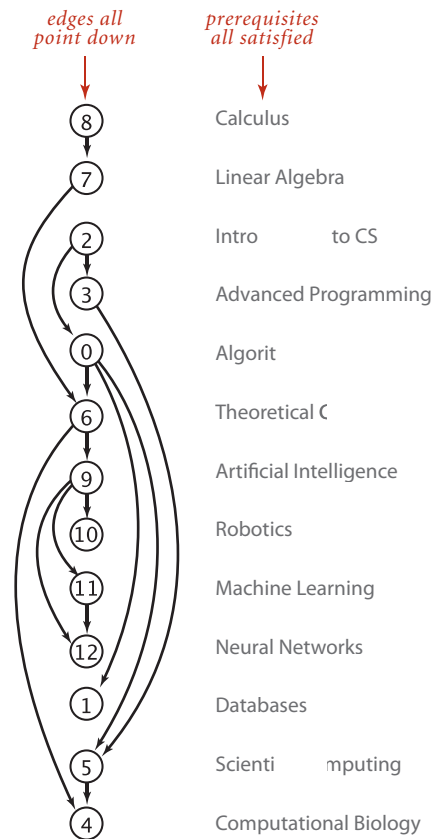 edges all prerequisites
point down all satisfied
8 Calculus
7 Linear Algebra
2 Intro to CS
3 Advanced Programming
0 Algorit
6 Theoretical
9 Artificial Intelligence
10 Robotics
11 Machine Learning
12 Neural Networks
1 Databases
5 Scienti mputing
4 Computational Biology